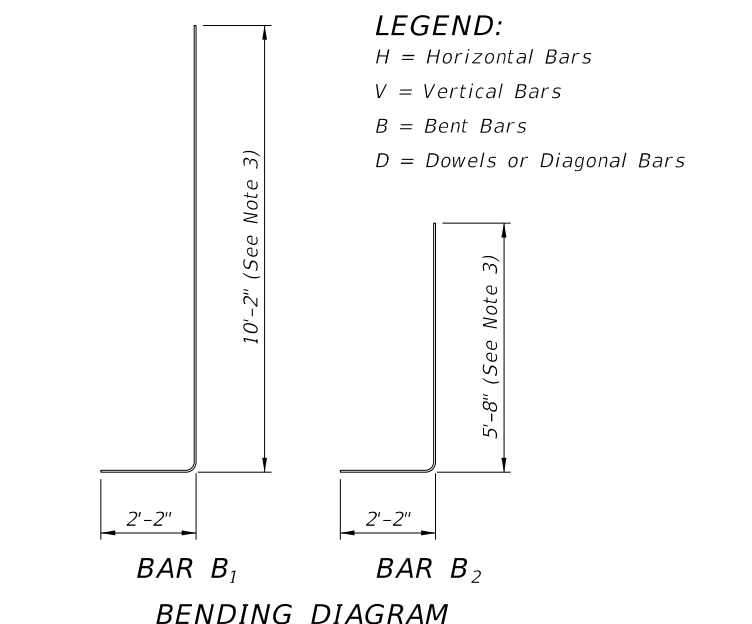 LEGEND:
H = Horizontal Bars
V = Vertical Bars
B = Bent Bars
D = Dowels or Diagonal Bars
10'-2" (See Note 3)
5'-8" (See Note 3)
2'-2"
2'-2"
BAR B1
BAR B2
BENDING DIAGRAM